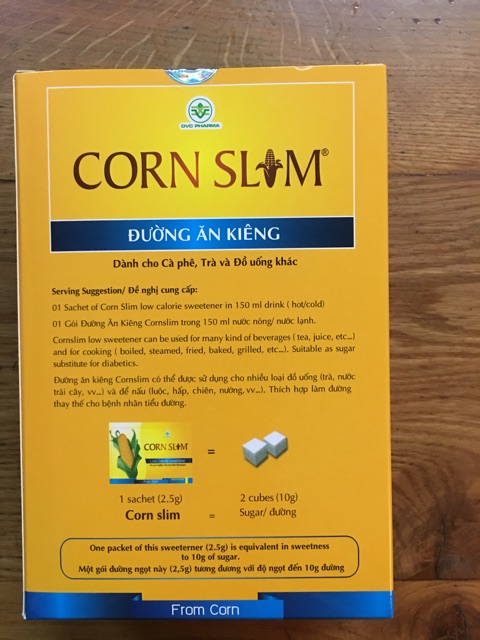 DVC PHARMA
CORN SLIM®
ĐƯỜNG ĂN KIÊNG
Dành cho Cà phê, Trà và Đồ uống khác
Serving Suggestion/ Đề nghị cung cấp:
01 Sachet of Corn Slim low calorie sweetener in 150 ml drink ( hot/cold)
01 Gói Đường Ăn Kiêng Cornslim trong 150 ml nước nóng/ nước lạnh.
Cornslim low sweetener can be used for many kind of beverages ( tea, juice, etc...)
and for cooking ( boiled, steamed, fried, baked, grilled, etc...). Suitable as sugar
substitute for diabetics.
Đường ăn kiêng Cornslim có thể được sử dụng cho nhiều loại đồ uống (trà, nước
trái cây, vv...) và để nấu (luộc, hấp, chiên, nướng, vv...). Thích hợp làm đường
thay thế cho bệnh nhân tiểu đường.
CORN SLIM
=
1 sachet (2.5g) 2 cubes (10g)
Corn slim = Sugar/ đường
One packet of this sweeterner (2.5g) is equivalent in sweetness
to 10g of sugar.
Một gói đường ngọt này (2,5g) tương đương với độ ngọt đến 10g đường
From Corn